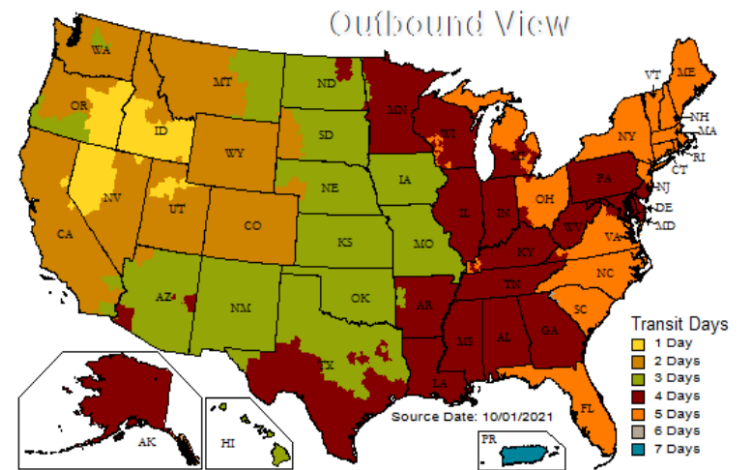 Outbound View
WA
MT
ND
MN
VT
ME
OR
ID
SD
WI
MI
NY
NH
MA
WY
RI
CT
NE
IA
PA
NJ
NV
UT
CO
IL
IN
OH
DE
MD
CA
KS
MO
WV
VA
KY
NC
AZ
NM
OK
AR
TN
SC
MS
AL
GA
TX
LA
FL
AK
HI
PR
Source Date: 10/01/2021
Transit Days
1 Day
2 Days
3 Days
4 Days
5 Days
6 Days
7 Days